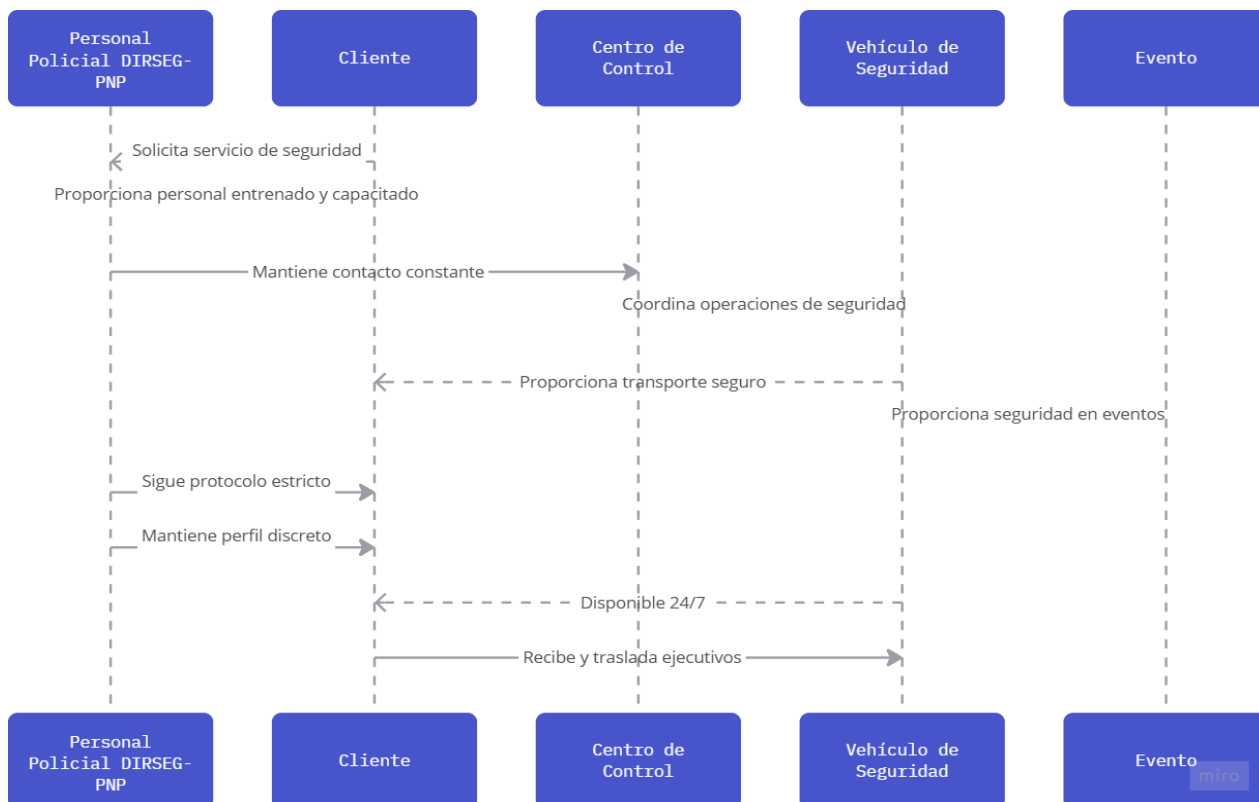 Personal
Policial DIRSEG-
PNP
Cliente
Centro de
Control
Vehículo de
Seguridad
Evento
Solicita servicio de seguridad
Proporciona personal entrenado y capacitado
Mantiene contacto constante
Coordina operaciones de seguridad
Proporciona transporte seguro
Proporciona seguridad en eventos
Sigue protocolo estricto
Mantiene perfil discreto
Disponible 24/7
Recibe y traslada ejecutivos
Personal
Policial DIRSEG-
PNP
Cliente
Centro de
Control
Vehículo de
Seguridad
Evento
miro